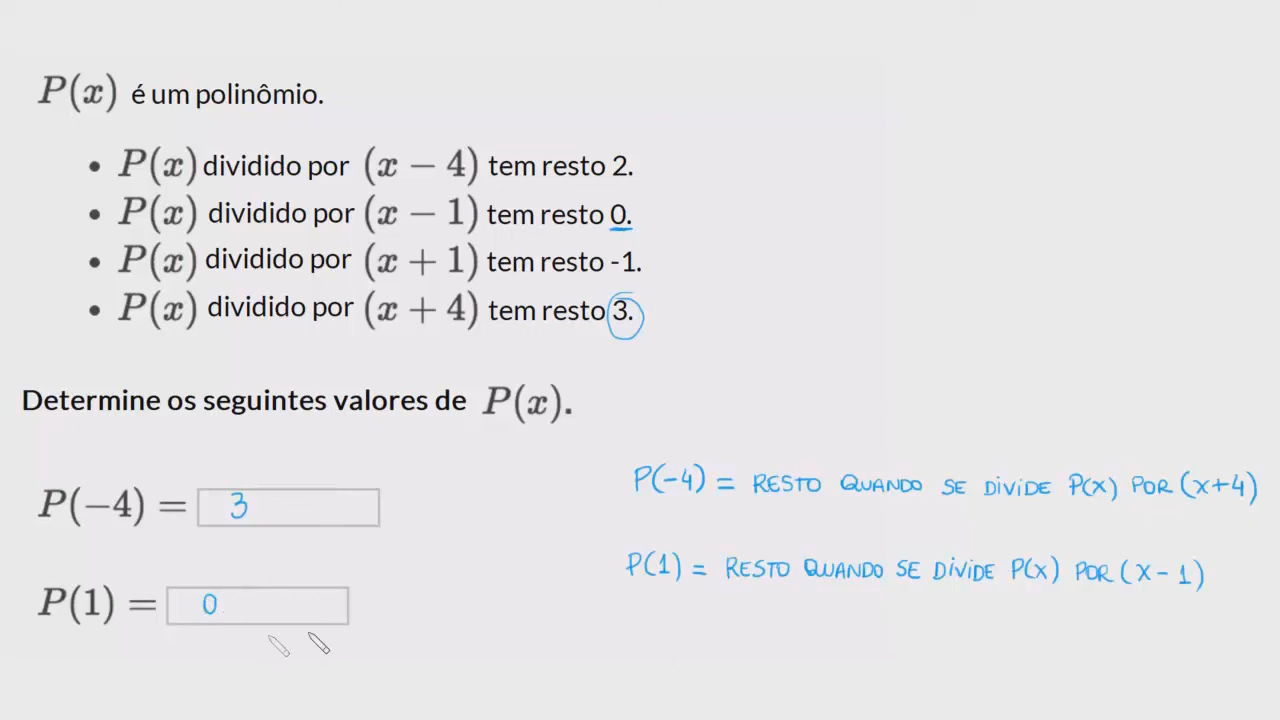 P(x) é um polinômio.
• P(x) dividido por (x − 4) tem resto 2.
• P(x) dividido por (x − 1) tem resto 0.
• P(x) dividido por (x + 1) tem resto -1.
• P(x) dividido por (x + 4) tem resto 3.
Determine os seguintes valores de P(x).
P(−4) = 3
P(-4) = RESTO QUANDO SE DIVIDE P(X) POR (X+4)
P(1) = 0
P(1) = RESTO QUANDO SE DIVIDE P(X) POR (X-1)